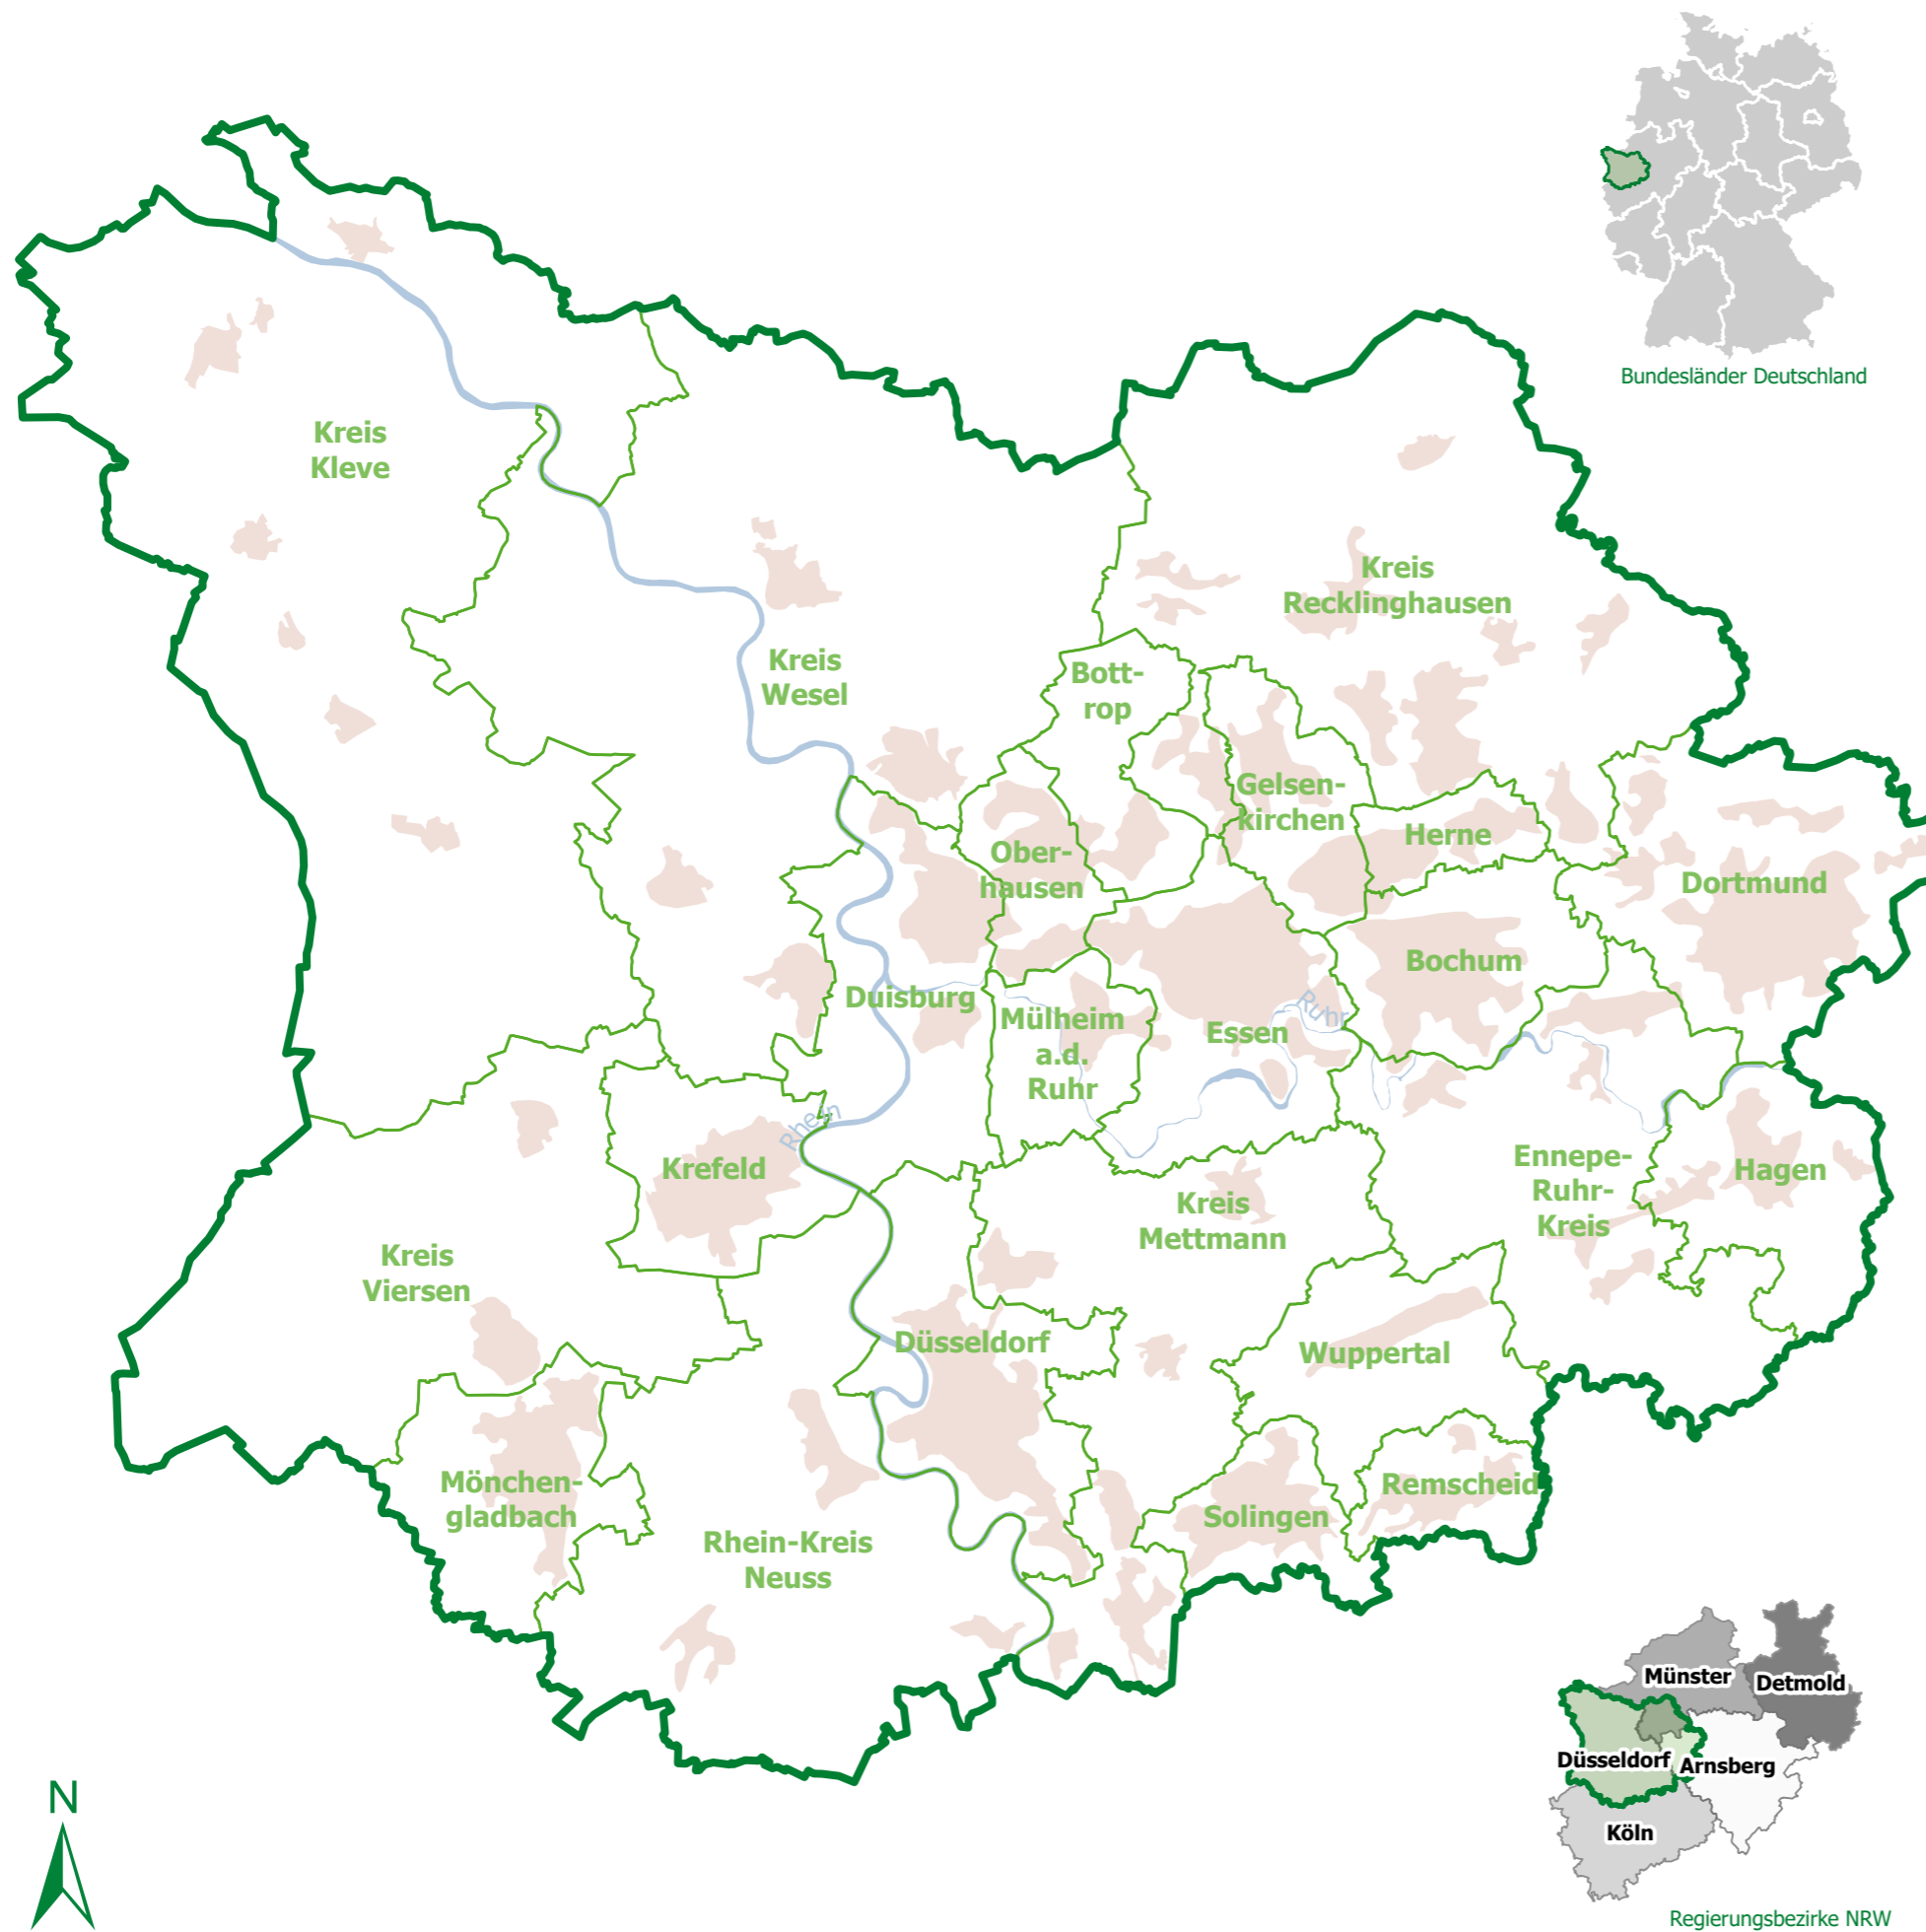 Bundesländer Deutschland
Kreis
Kleve
Kreis
Recklinghausen
Kreis
Wesel
Bott-
rop
Gelsen-
kirchen
Herne
Ober-
hausen
Dortmund
Bochum
Duisburg
Mülheim
a.d.
Ruhr
Essen
Ruhr
Rhein
Krefeld
Ennepe-
Ruhr-
Kreis
Hagen
Kreis
Mettmann
Kreis
Viersen
Düsseldorf
Wuppertal
Mönchen-
gladbach
Remscheid
Solingen
Rhein-Kreis
Neuss
Münster
Detmold
Düsseldorf
Arnsberg
Köln
N
Regierungsbezirke NRW